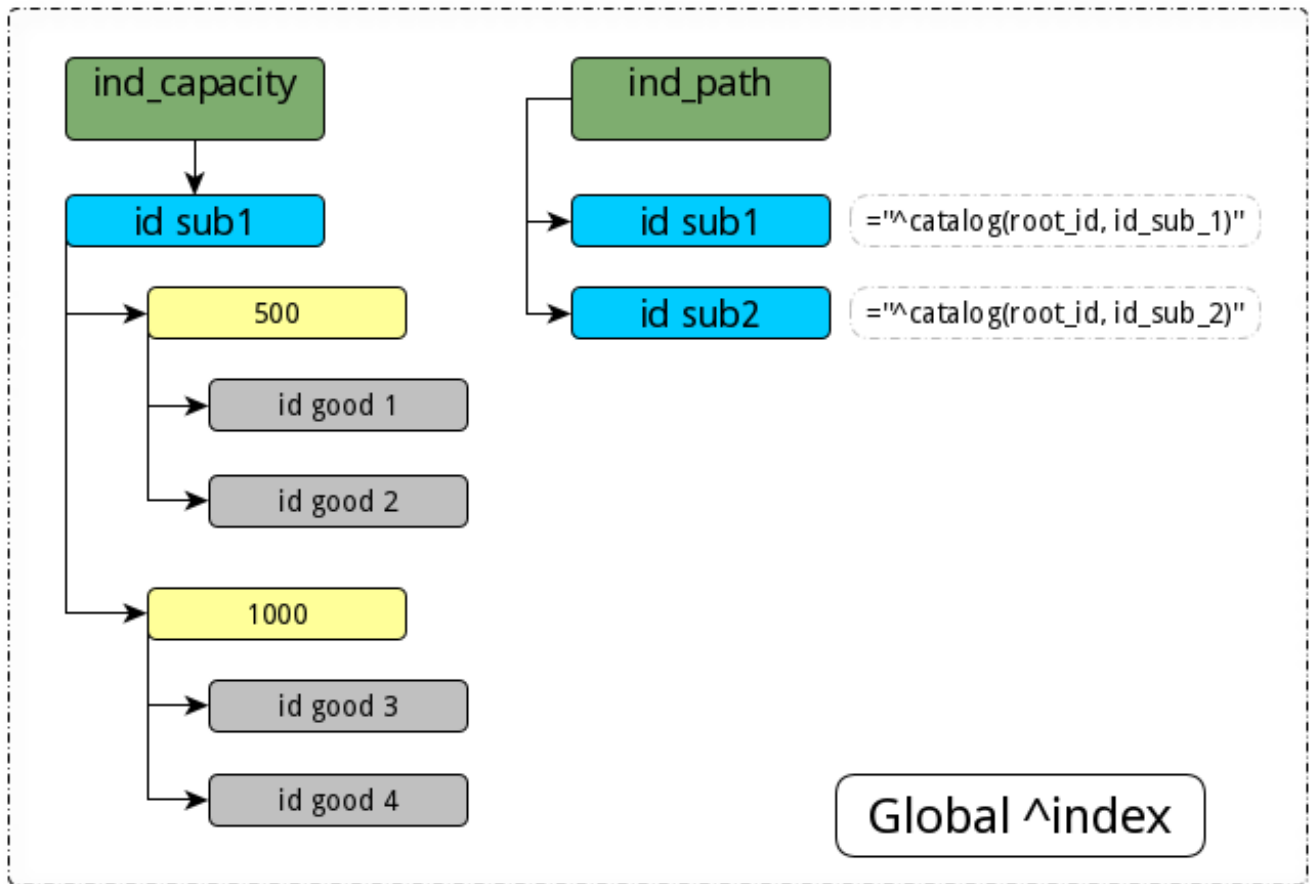 ind_capacity
id sub1
500
id good 1
id good 2
1000
id good 3
id good 4
ind_path
id sub1
="^catalog(root_id, id_sub_1)"
id sub2
="^catalog(root_id, id_sub_2)"
Global ^index